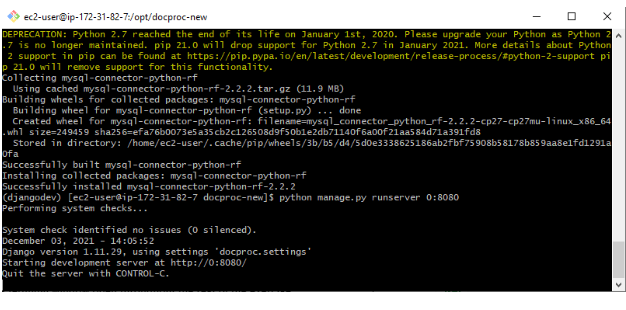 ec2-user@ip-172-31-82-7:/opt/docproc-new
DEPRECATION: Python 2.7 reached the end of its life on January 1st, 2020. Please upgrade your Python as Python 2
.7 is no longer maintained. pip 21.0 will drop support for Python 2.7 in January 2021. More details about Python
 2 support in pip can be found at https://pip.pypa.io/en/latest/development/release-process/#python-2-support pi
p 21.0 will remove support for this functionality.
Collecting mysql-connector-python-rf
  Using cached mysql-connector-python-rf-2.2.2.tar.gz (11.9 MB)
Building wheels for collected packages: mysql-connector-python-rf
  Building wheel for mysql-connector-python-rf (setup.py) ... done
  Created wheel for mysql-connector-python-rf: filename=mysql_connector_python_rf-2.2.2-cp27-cp27mu-linux_x86_64
.whl size=249459 sha256=efa76b0073e5a35cb2c126508d9f50b1e2db71140f6a00f21aa584d71a391fd8
  Stored in directory: /home/ec2-user/.cache/pip/wheels/3b/b5/d4/5d0e3338625186ab2fbf75908b58178b859aa8e1fd1291a
0fa
Successfully built mysql-connector-python-rf
Installing collected packages: mysql-connector-python-rf
Successfully installed mysql-connector-python-rf-2.2.2
(djangodev) [ec2-user@ip-172-31-82-7 docproc-new]$ python manage.py runserver 0:8080
Performing system checks...
System check identified no issues (0 silenced).
December 03, 2021 - 14:05:52
Django version 1.11.29, using settings 'docproc.settings'
Starting development server at http://0:8080/
Quit the server with CONTROL-C.